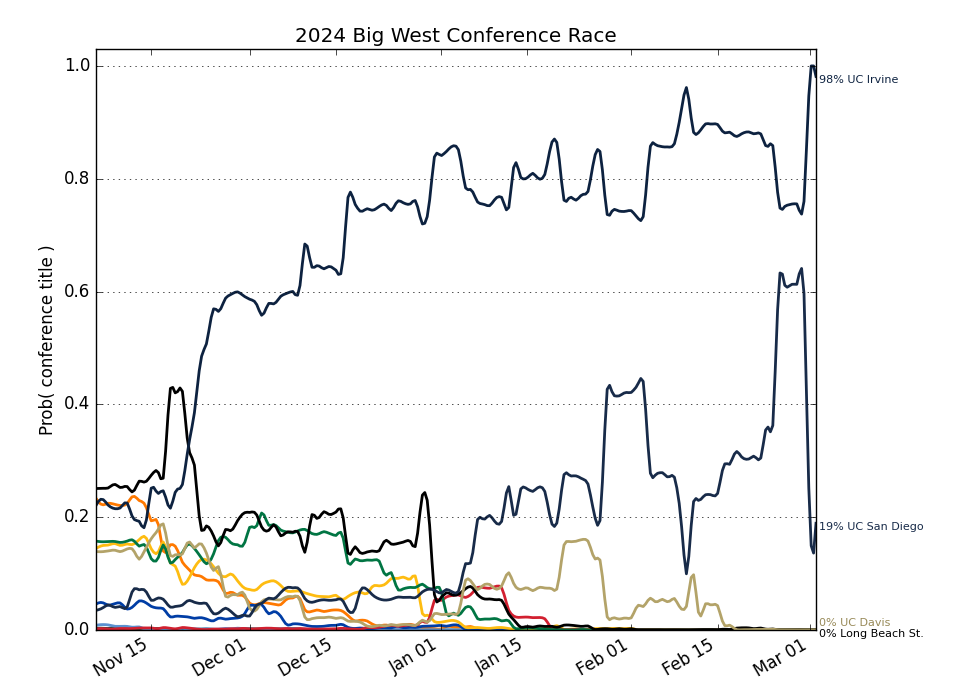 2024 Big West Conference Race
Prob( conference title )
1.0
0.8
0.6
0.4
0.2
0.0
98% UC Irvine
19% UC San Diego
0% UC Davis
0% Long Beach St.
Nov 15
Dec 01
Dec 15
Jan 01
Jan 15
Feb 01
Feb 15
Mar 01